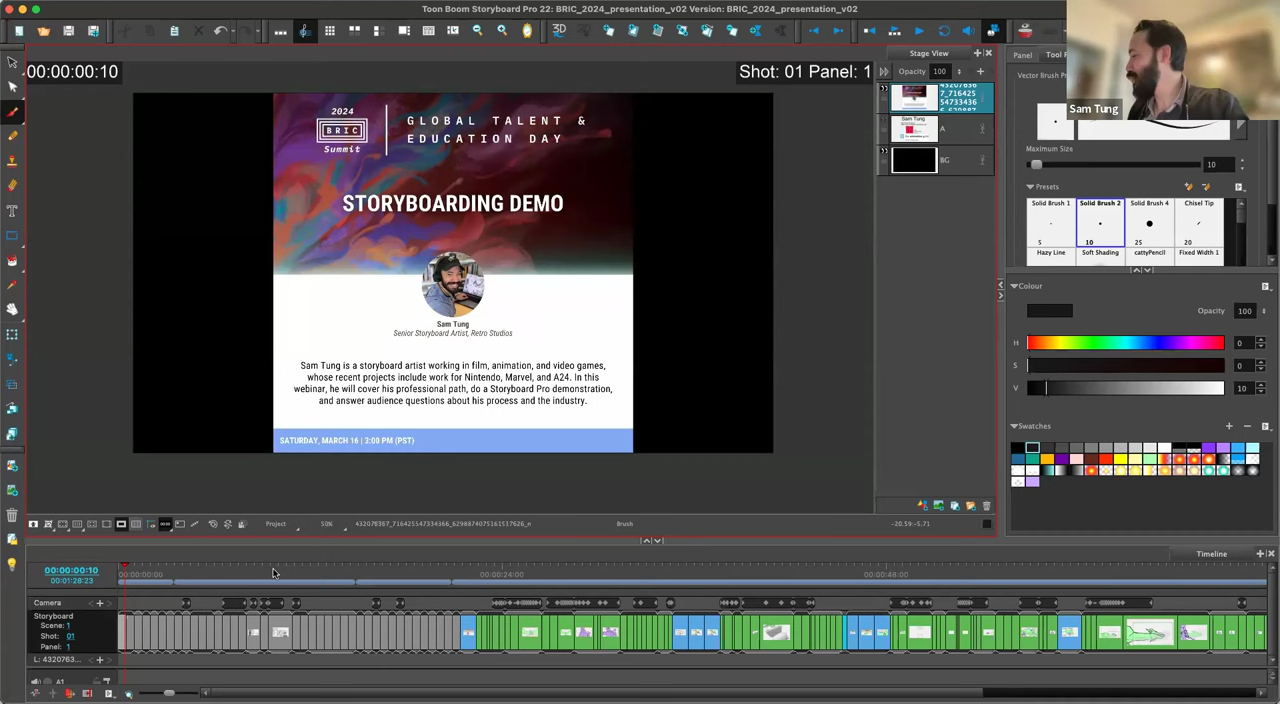 Toon Boom Storyboard Pro 22: BRIC_2024_presentation_v02 Version: BRIC_2024_presentation_v02
3D
00:00:00:10
Shot: 01 Panel: 1
Stage View
Panel
Opacity 100
Sam Tung
A
BG
Maximum Size
10
Presets
Solid Brush 1
Solid Brush 2
Solid Brush 4
Chisel Tip
5
10
25
20
Hazy Line
Soft Shading
cattyPencil
Fixed Width 1
Colour
Opacity 100
H 0
S 0
V 10
Swatches
2024
BRIC
Summit
GLOBAL TALENT &
EDUCATION DAY
STORYBOARDING DEMO
Sam Tung
Senior Storyboard Artist, Retro Studios
Sam Tung is a storyboard artist working in film, animation, and video games,
whose recent projects include work for Nintendo, Marvel, and A24. In this
webinar, he will cover his professional path, do a Storyboard Pro demonstration,
and answer audience questions about his process and the industry.
SATURDAY, MARCH 16 | 3:00 PM (PST)
Project
50%
Brush
Timeline
00:00:00:10
00:01:28:23
00:00:00:00
00:00:24:00
00:00:48:00
Camera
Storyboard
Scene: 1
Shot: 01
Panel: 1
L: 4320763...
A1